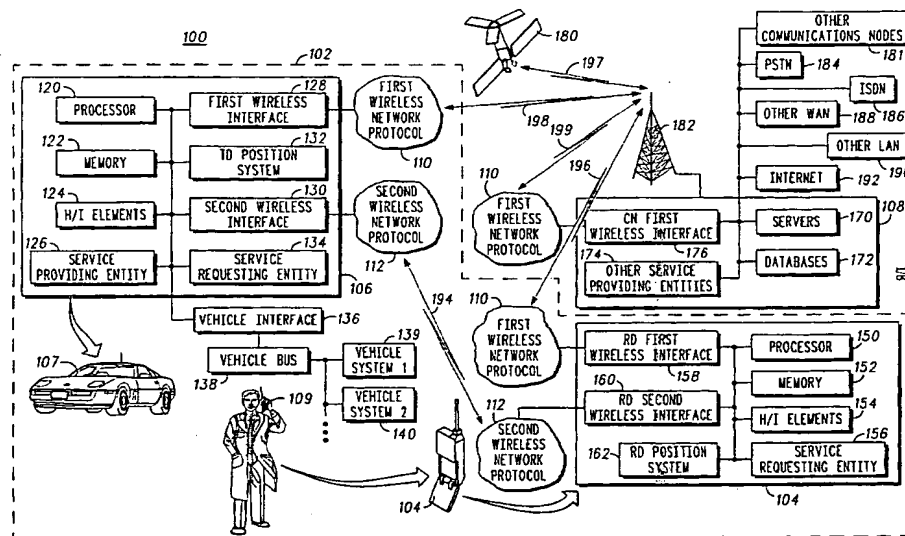 100
102
120
PROCESSOR
122
MEMORY
124
H/I ELEMENTS
126
SERVICE
PROVIDING ENTITY
128
FIRST WIRELESS
INTERFACE
132
TD POSITION
SYSTEM
130
SECOND WIRELESS
INTERFACE
134
SERVICE
REQUESTING ENTITY
106
VEHICLE INTERFACE
136
VEHICLE BUS
138
139
VEHICLE
SYSTEM 1
VEHICLE
SYSTEM 2
140
107
109
104
FIRST
WIRELESS
NETWORK
PROTOCOL
110
SECOND
WIRELESS
NETWORK
PROTOCOL
112
194
180
197
198
199
196
182
110
FIRST
WIRELESS
NETWORK
PROTOCOL
110
FIRST
WIRELESS
NETWORK
PROTOCOL
112
SECOND
WIRELESS
NETWORK
PROTOCOL
OTHER
COMMUNICATIONS NODES
181
PSTN
184
ISDN
186
OTHER WAN
188
OTHER LAN
INTERNET
192
108
CN FIRST
WIRELESS INTERFACE
176
174
OTHER SERVICE
PROVIDING ENTITIES
SERVERS
170
DATABASES
172
RD FIRST
WIRELESS INTERFACE
158
160
RD SECOND
WIRELESS INTERFACE
162
RD POSITION
SYSTEM
PROCESSOR
150
MEMORY
152
H/I ELEMENTS
154
156
SERVICE
REQUESTING ENTITY
104